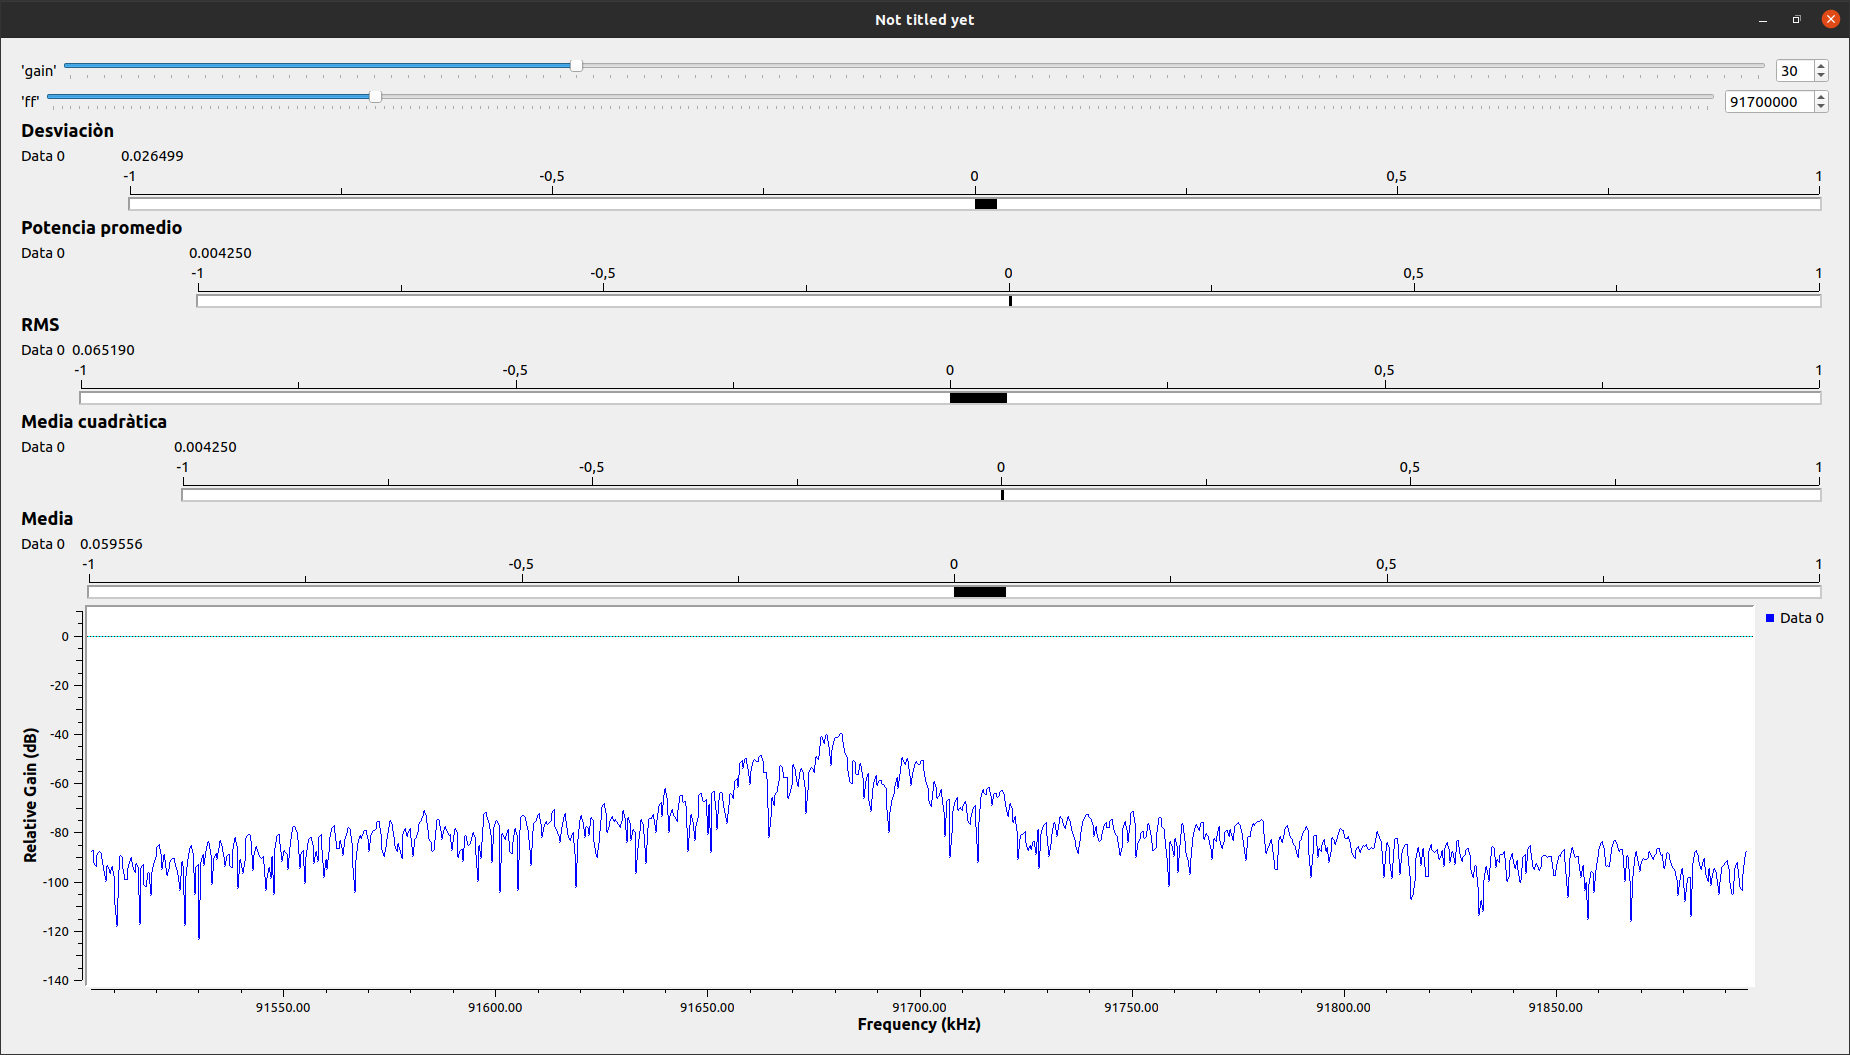 Not titled yet
'gain' 30
'ff' 91700000
Desviaciòn
Data 0 0.026499
-1 -0,5 0 0,5 1
Potencia promedio
Data 0 0.004250
-1 -0,5 0 0,5 1
RMS
Data 0 0.065190
-1 -0,5 0 0,5 1
Media cuadràtica
Data 0 0.004250
-1 -0,5 0 0,5 1
Media
Data 0 0.059556
-1 -0,5 0 0,5 1
Data 0
Relative Gain (dB)
0
-20
-40
-60
-80
-100
-120
-140
91550.00 91600.00 91650.00 91700.00 91750.00 91800.00 91850.00
Frequency (kHz)